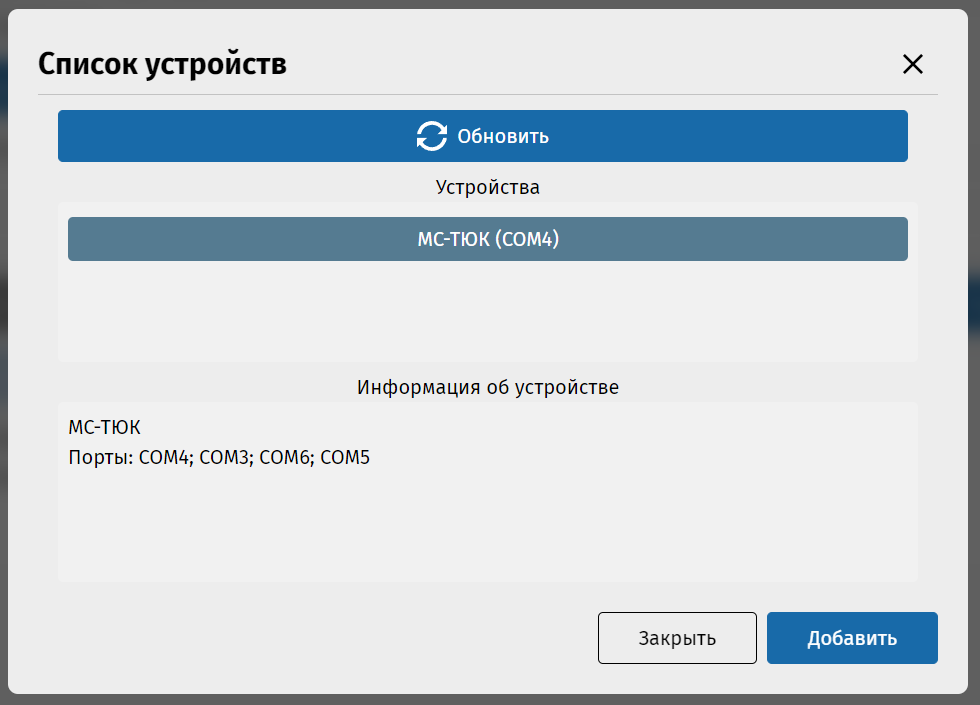 Список устройств
Обновить
Устройства
МС-ТЮК (COM4)
Информация об устройстве
МС-ТЮК
Порты: COM4; COM3; COM6; COM5
Закрыть
Добавить